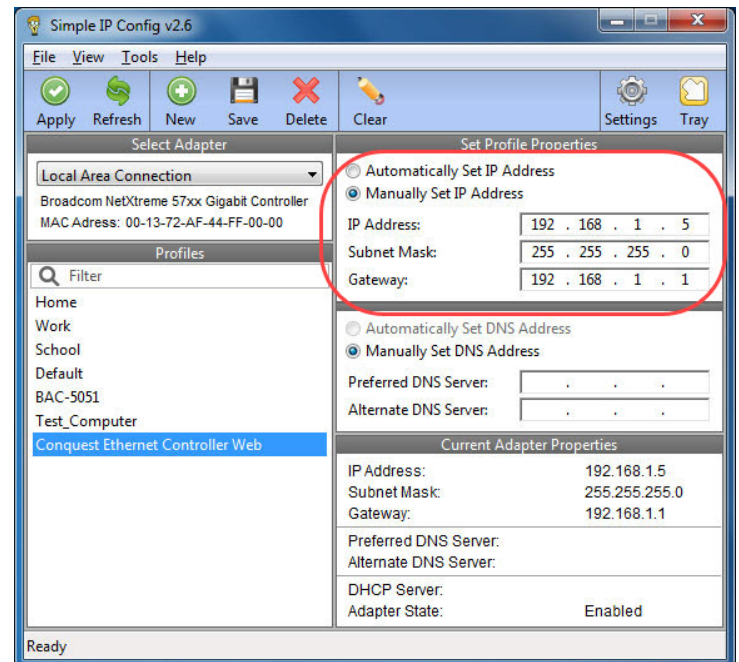 Simple IP Config v2.6
File View Tools Help
Apply Refresh New Save Delete Clear Settings Tray
Select Adapter
Local Area Connection
Broadcom NetXtreme 57xx Gigabit Controller
MAC Adress: 00-13-72-AF-44-FF-00-00
Profiles
Filter
Home
Work
School
Default
BAC-5051
Test_Computer
Conquest Ethernet Controller Web
Set Profile Properties
Automatically Set IP Address
Manually Set IP Address
IP Address: 192 . 168 . 1 . 5
Subnet Mask: 255 . 255 . 255 . 0
Gateway: 192 . 168 . 1 . 1
Automatically Set DNS Address
Manually Set DNS Address
Preferred DNS Server: . . .
Alternate DNS Server: . . .
Current Adapter Properties
IP Address: 192.168.1.5
Subnet Mask: 255.255.255.0
Gateway: 192.168.1.1
Preferred DNS Server:
Alternate DNS Server:
DHCP Server:
Adapter State: Enabled
Ready